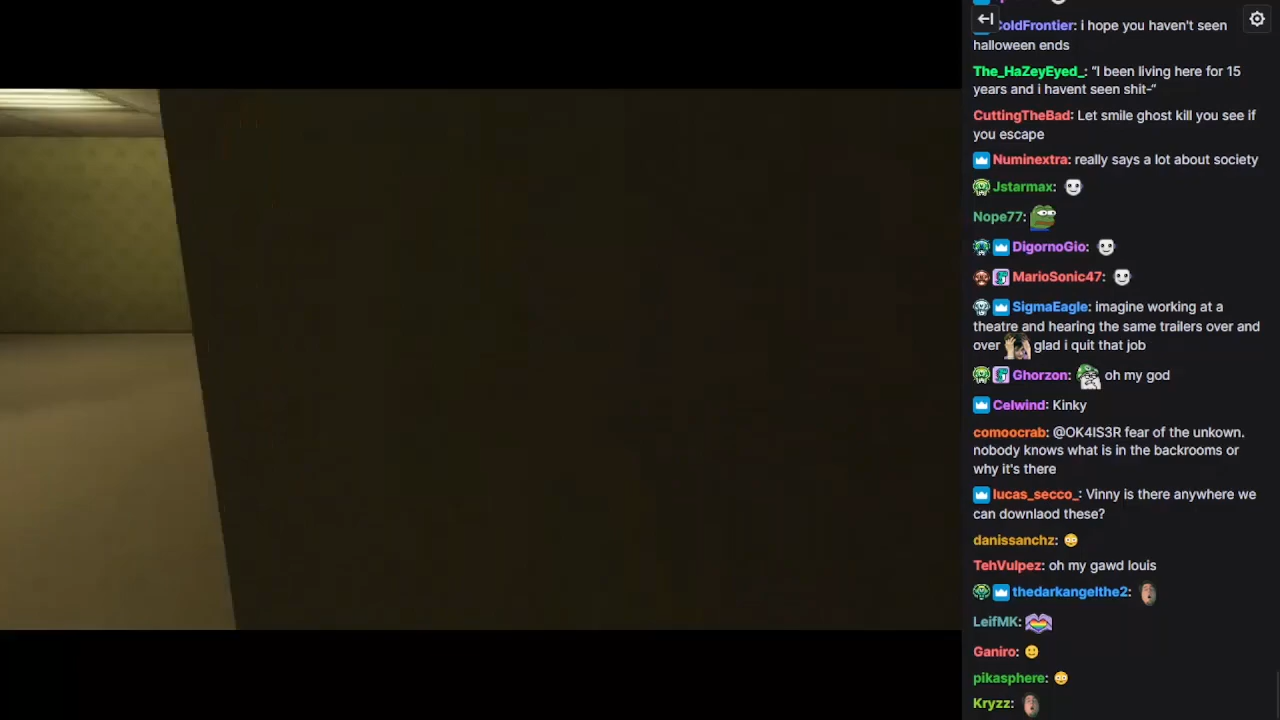 ColdFrontier: i hope you haven't seen
halloween ends
The_HaZeyEyed_: “I been living here for 15
years and i havent seen shit-“
CuttingTheBad: Let smile ghost kill you see if
you escape
Numinextra: really says a lot about society
Jstarmax:
Nope77:
DigornoGio:
MarioSonic47:
SigmaEagle: imagine working at a
theatre and hearing the same trailers over and
over glad i quit that job
Ghorzon: oh my god
Celwind: Kinky
comoocrab: @OK4IS3R fear of the unkown.
nobody knows what is in the backrooms or
why it's there
lucas_secco_: Vinny is there anywhere we
can downlaod these?
danissanchz:
TehVulpez: oh my gawd louis
thedarkangelthe2:
LeifMK:
Ganiro:
pikasphere:
Kryzz: